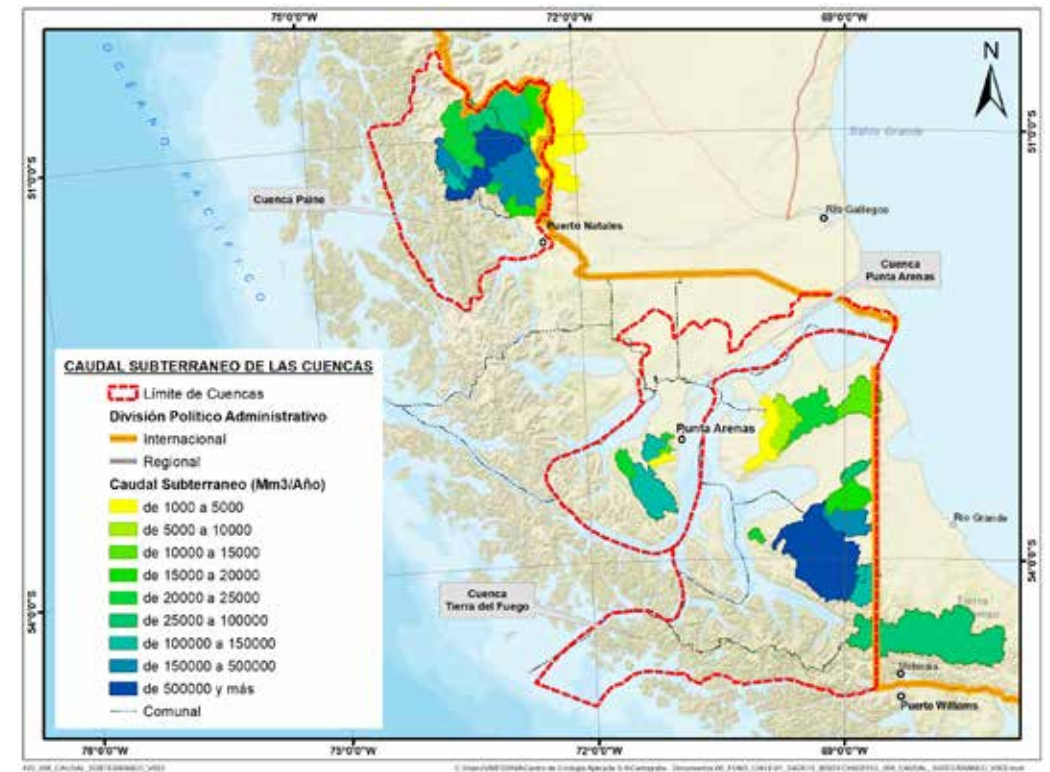 75°0'0"W 72°0'0"W 69°0'0"W
N
OCÉANO PACÍFICO
Bahía Grande
51°0'0"S
51°0'0"S
Cuenca Paine
Río Gallegos
Puerto Natales
Cuenca
Punta Arenas
CAUDAL SUBTERRANEO DE LAS CUENCAS
Límite de Cuencas
División Político Administrativo
Internacional
Regional
Caudal Subterraneo (Mm3/Año)
de 1000 a 5000
de 5000 a 10000
de 10000 a 15000
de 15000 a 20000
de 20000 a 25000
de 25000 a 100000
de 100000 a 150000
de 150000 a 500000
de 500000 y más
Comunal
Punta Arenas
Rio Grande
54°0'0"S
54°0'0"S
Cuenca
Tierra del Fuego
Tierra
Ushuaia
Puerto Williams
75°0'0"W 72°0'0"W 69°0'0"W